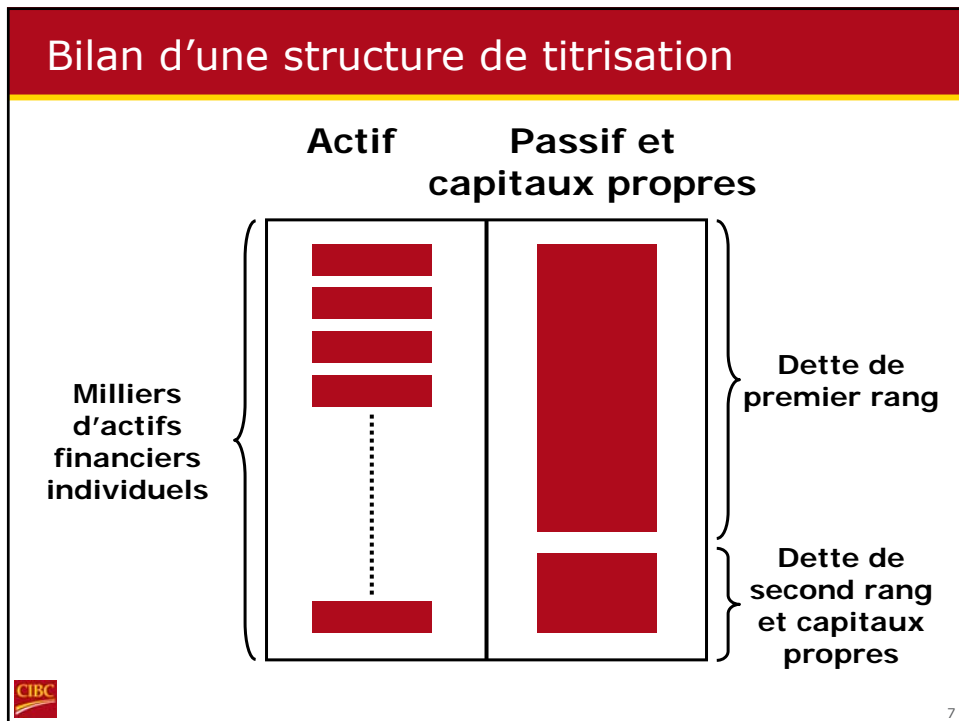 Bilan d’une structure de titrisation
Actif
Passif et
capitaux propres
Milliers
d’actifs
financiers
individuels
Dette de
premier rang
Dette de
second rang
et capitaux
propres
CIBC
7